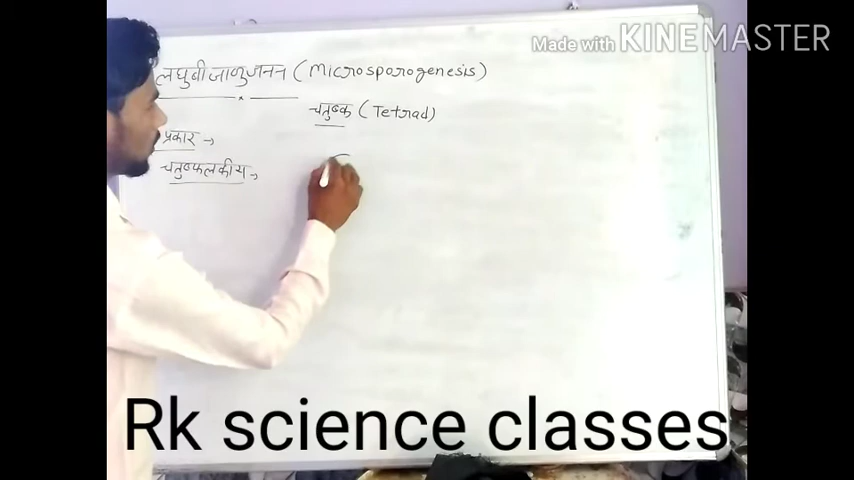 Made with KINEMASTER
लघुबीजाणुजनन (Microsporogenesis)
चतुष्क (Tetrad)
प्रकार →
चतुष्फलकीय →
Rk science classes